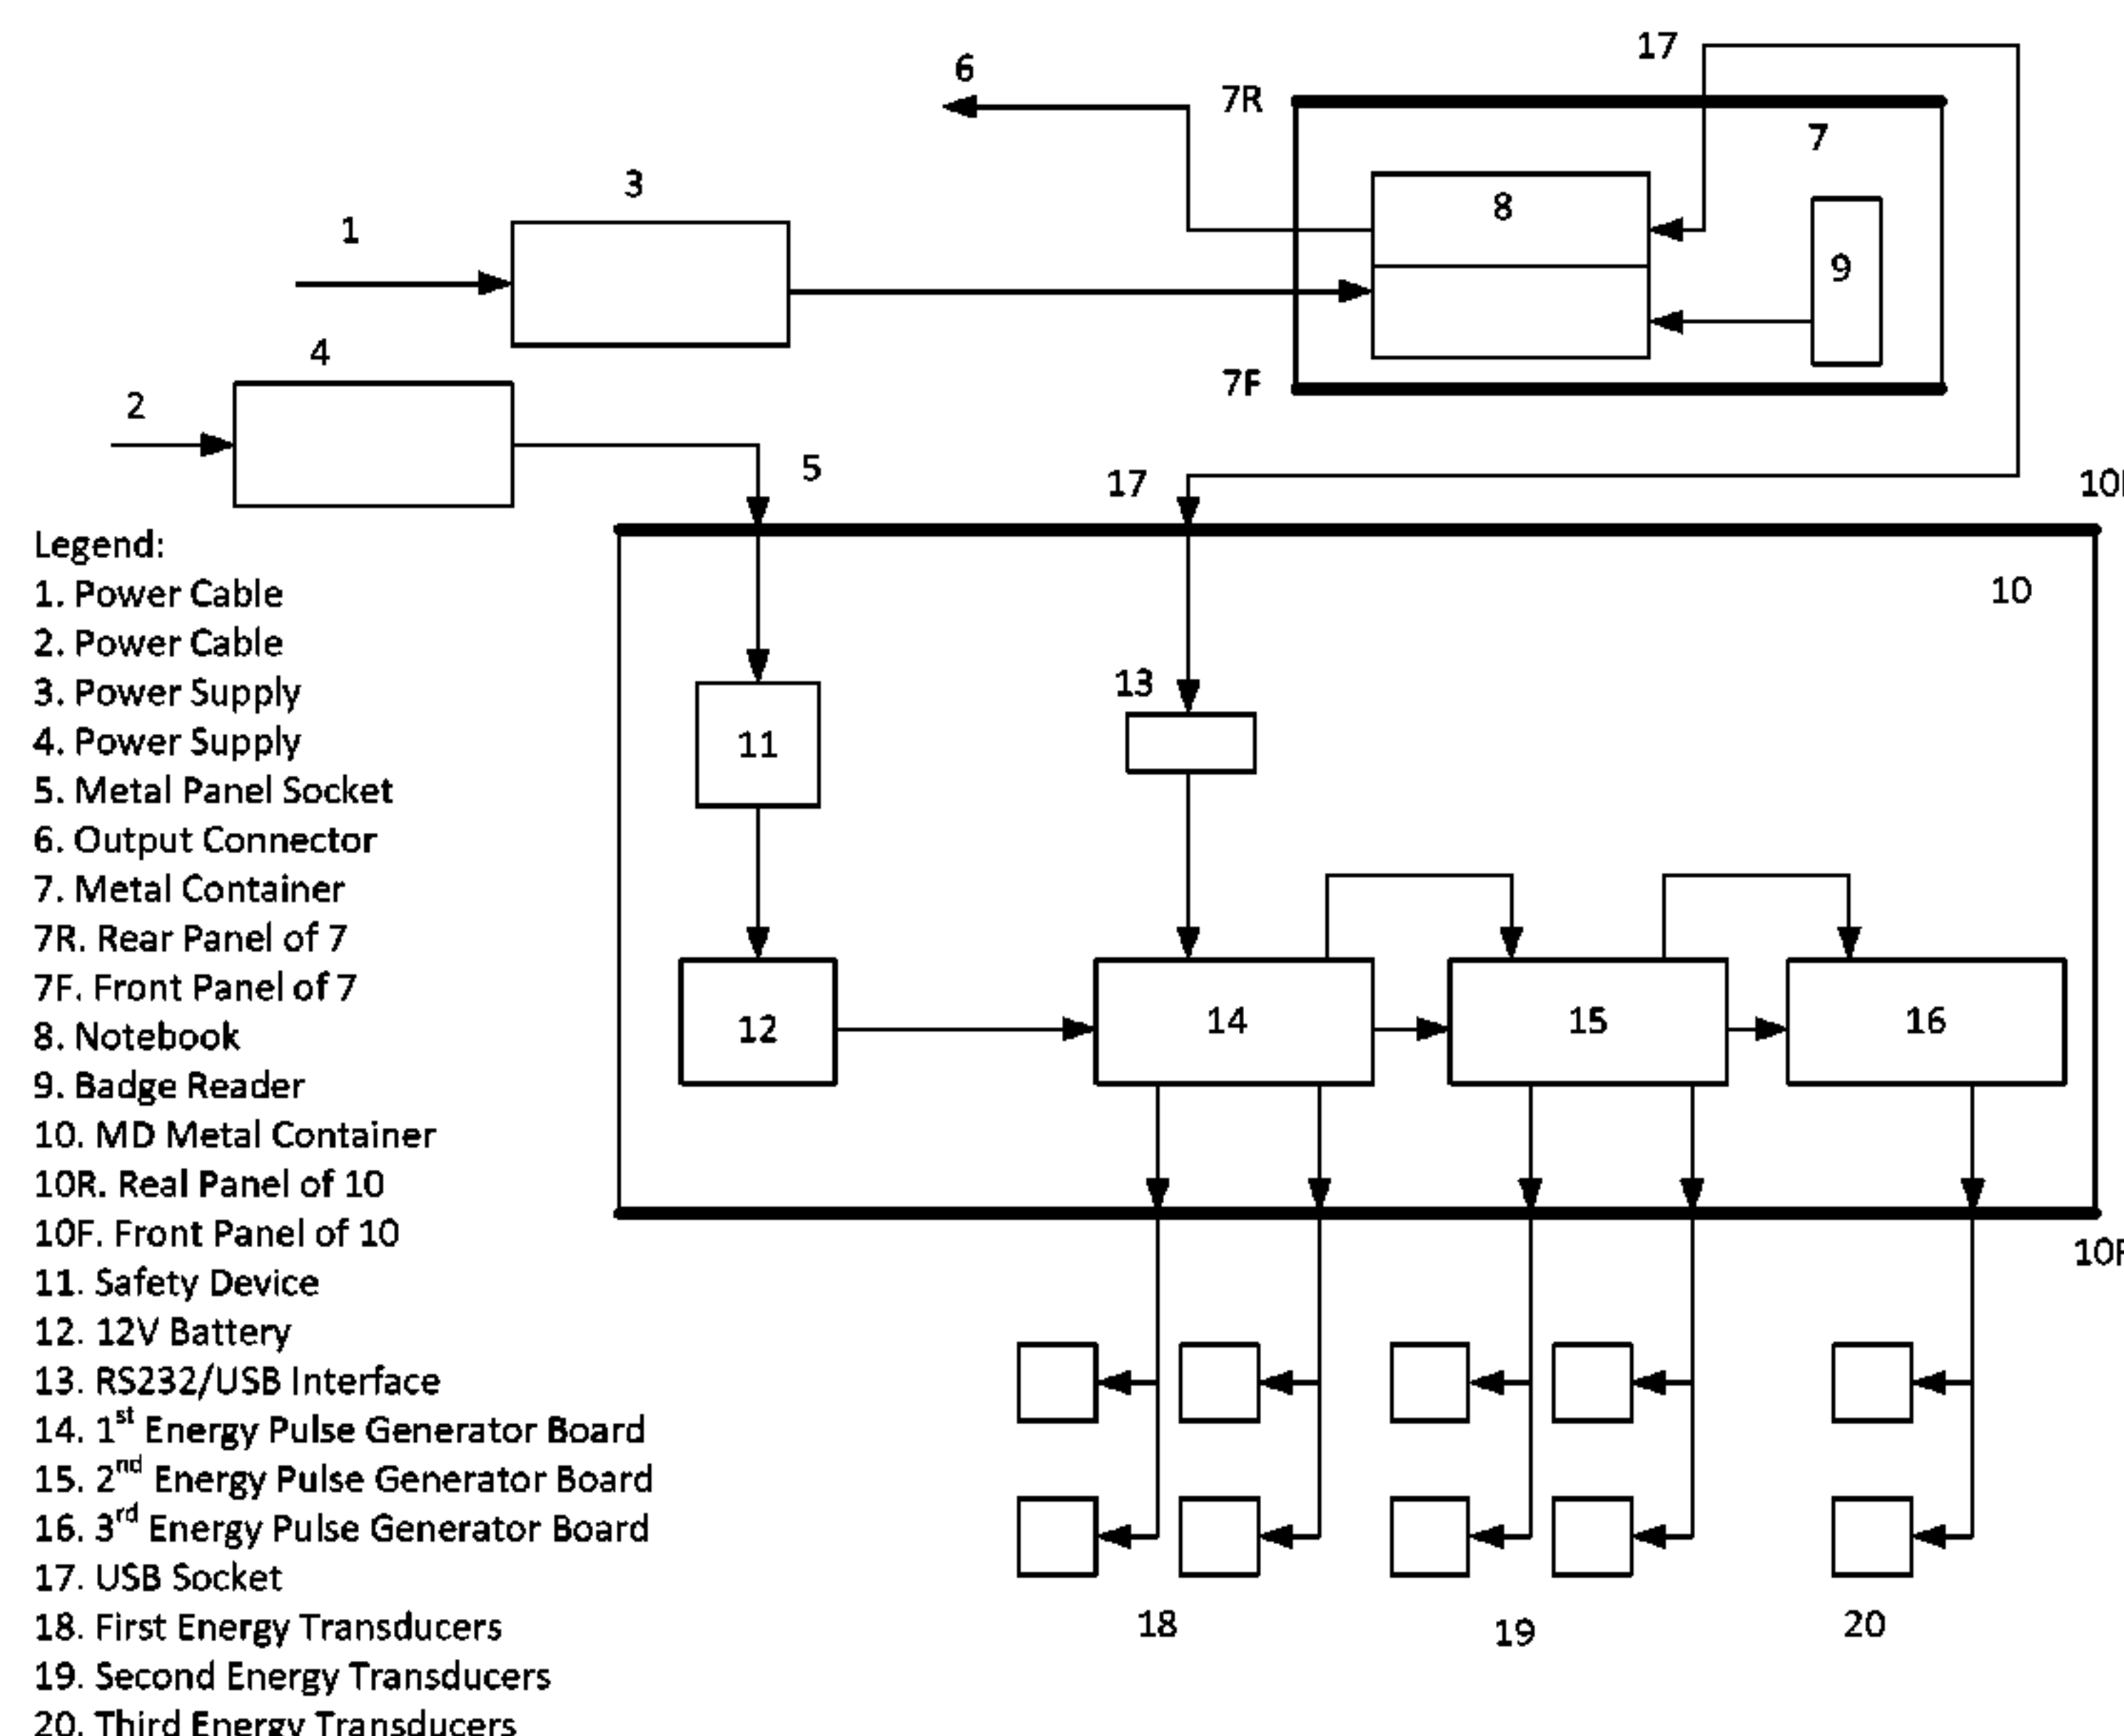 17
6
7R
7
3
8
1
9
4
7F
2
5
17
10
Legend:
10
1. Power Cable
2. Power Cable
3. Power Supply
13
4. Power Supply
11
5. Metal Panel Socket
6. Output Connector
7. Metal Container
7R. Rear Panel of 7
7F. Front Panel of 7
12
14
15
16
8. Notebook
9. Badge Reader
10. MD Metal Container
10R. Real Panel of 10
10F. Front Panel of 10
10F
11. Safety Device
12. 12V Battery
13. RS232/USB Interface
14. 1st Energy Pulse Generator Board
15. 2nd Energy Pulse Generator Board
16. 3rd Energy Pulse Generator Board
17. USB Socket
18. First Energy Transducers
18
19
20
19. Second Energy Transducers
20. Third Energy Transducers